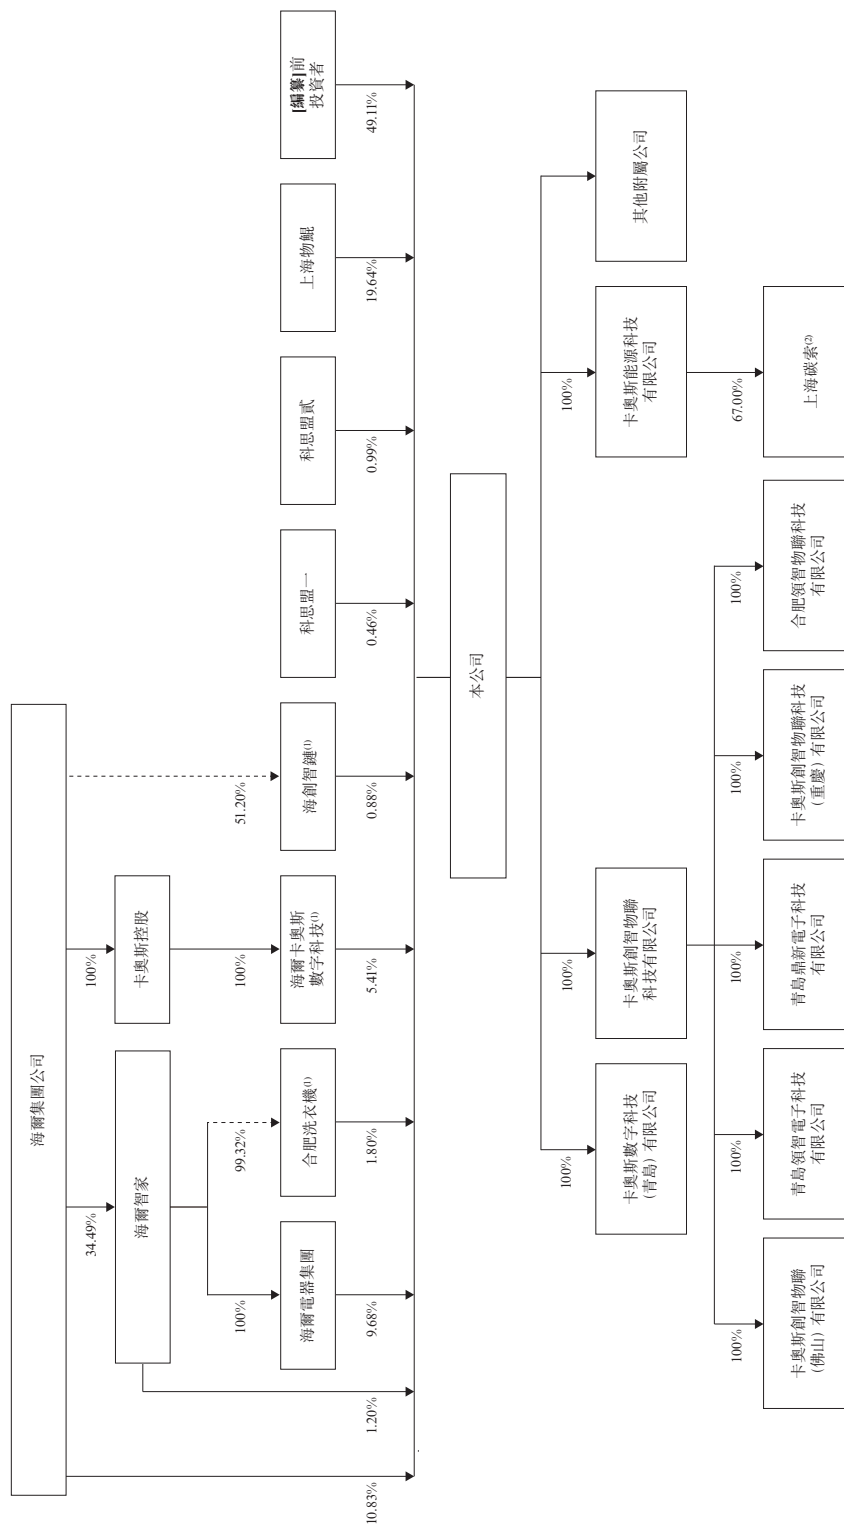 海爾集團公司
34.49%
100%
海爾智家
卡奧斯控股
100%
99.32%
100%
51.20%
海爾電器集團
合肥洗衣機⁽¹⁾
海爾卡奧斯
數字科技⁽¹⁾
海創智鏈⁽¹⁾
科思盟一
科思盟貳
上海物鯤
[編纂]前
投資者
10.83%
1.20%
9.68%
1.80%
5.41%
0.88%
0.46%
0.99%
19.64%
49.11%
本公司
100%
100%
100%
卡奧斯數字科技
(青島) 有限公司
卡奧斯創智物聯
科技有限公司
卡奧斯能源科技
有限公司
其他附屬公司
100%
100%
100%
100%
100%
67.00%
卡奧斯創智物聯
(佛山) 有限公司
青島領智電子科技
有限公司
青島鼎新電子科技
有限公司
卡奧斯創智物聯科技
(重慶) 有限公司
合肥領智物聯科技
有限公司
上海碳索⁽²⁾